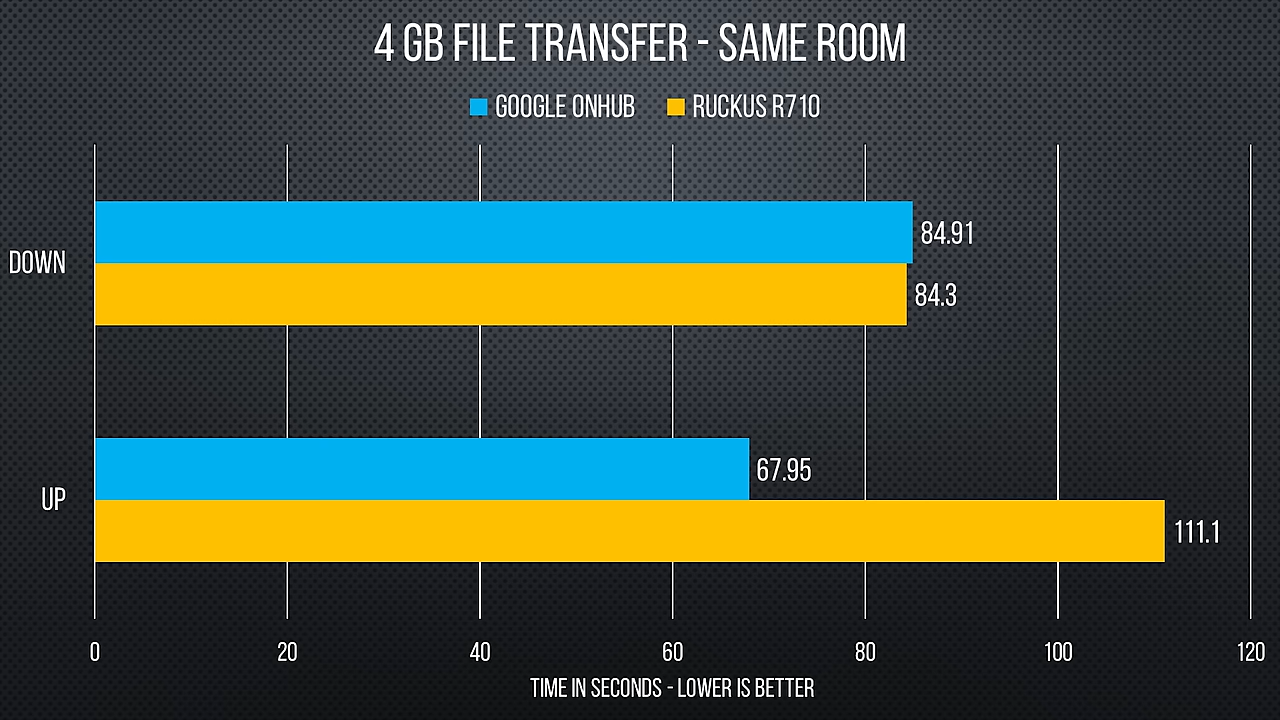 4 GB FILE TRANSFER - SAME ROOM
GOOGLE ONHUB RUCKUS R710
DOWN
84.91
84.3
UP
67.95
111.1
0 20 40 60 80 100 120
TIME IN SECONDS - LOWER IS BETTER